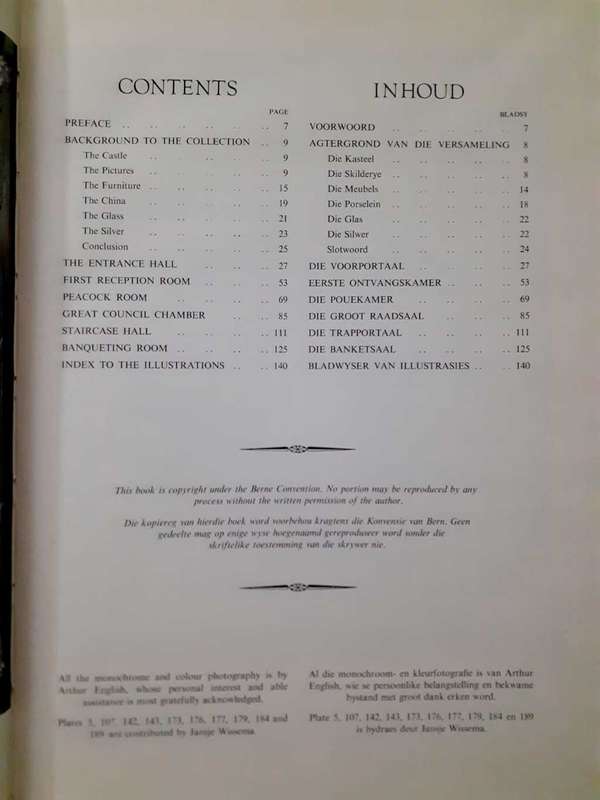 CONTENTS
PAGE
PREFACE .. .. .. .. .. .. 7
BACKGROUND TO THE COLLECTION .. 9
The Castle .. .. .. .. .. 9
The Pictures .. .. .. .. .. 9
The Furniture .. .. .. .. .. 15
The China .. .. .. .. .. 19
The Glass .. .. .. .. .. 21
The Silver .. .. .. .. .. 23
Conclusion .. .. .. .. .. 25
THE ENTRANCE HALL .. .. .. 27
FIRST RECEPTION ROOM .. .. .. 53
PEACOCK ROOM .. .. .. .. 69
GREAT COUNCIL CHAMBER .. .. 85
STAIRCASE HALL .. .. .. .. 111
BANQUETING ROOM .. .. .. .. 125
INDEX TO THE ILLUSTRATIONS .. .. 140
INHOUD
BLADSY
VOORWOORD .. .. .. .. .. 7
AGTERGROND VAN DIE VERSAMELING 8
Die Kasteel .. .. .. .. 8
Die Skilderye .. .. .. .. 8
Die Meubels .. .. .. .. 14
Die Porselein .. .. .. .. 18
Die Glas .. .. .. .. 22
Die Silwer .. .. .. .. 22
Slotwoord .. .. .. .. 24
DIE VOORPORTAAL .. .. .. .. 27
EERSTE ONTVANGSKAMER .. .. .. 53
DIE POUEKAMER .. .. .. .. 69
DIE GROOT RAADSAAL .. .. .. 85
DIE TRAPPORTAAL .. .. .. .. 111
DIE BANKETSAAL .. .. .. .. 125
BLADWYSER VAN ILLUSTRASIES .. .. 140
This book is copyright under the Berne Convention. No portion may be reproduced by any
process without the written permission of the author.
Die kopiereg van hierdie boek word voorbehou kragtens die Konvensie van Bern. Geen
gedeelte mag op enige wyse hoegenaamd gereproduseer word sonder die
skriftelike toestemming van die skrywer nie.
All the monochrome and colour photography is by
Arthur English, whose personal interest and able
assistance is most gratefully acknowledged.
Plates 5, 107, 142, 143, 173, 176, 177, 179, 184 and
189 are contributed by Jansje Wissema.
Al die monochroom- en kleurfotografie is van Arthur
English, wie se persoonlike belangstelling en bekwame
bystand met groot dank erken word.
Plate 5, 107, 142, 143, 173, 176, 177, 179, 184 en 189
is bydraes deur Jansje Wissema.